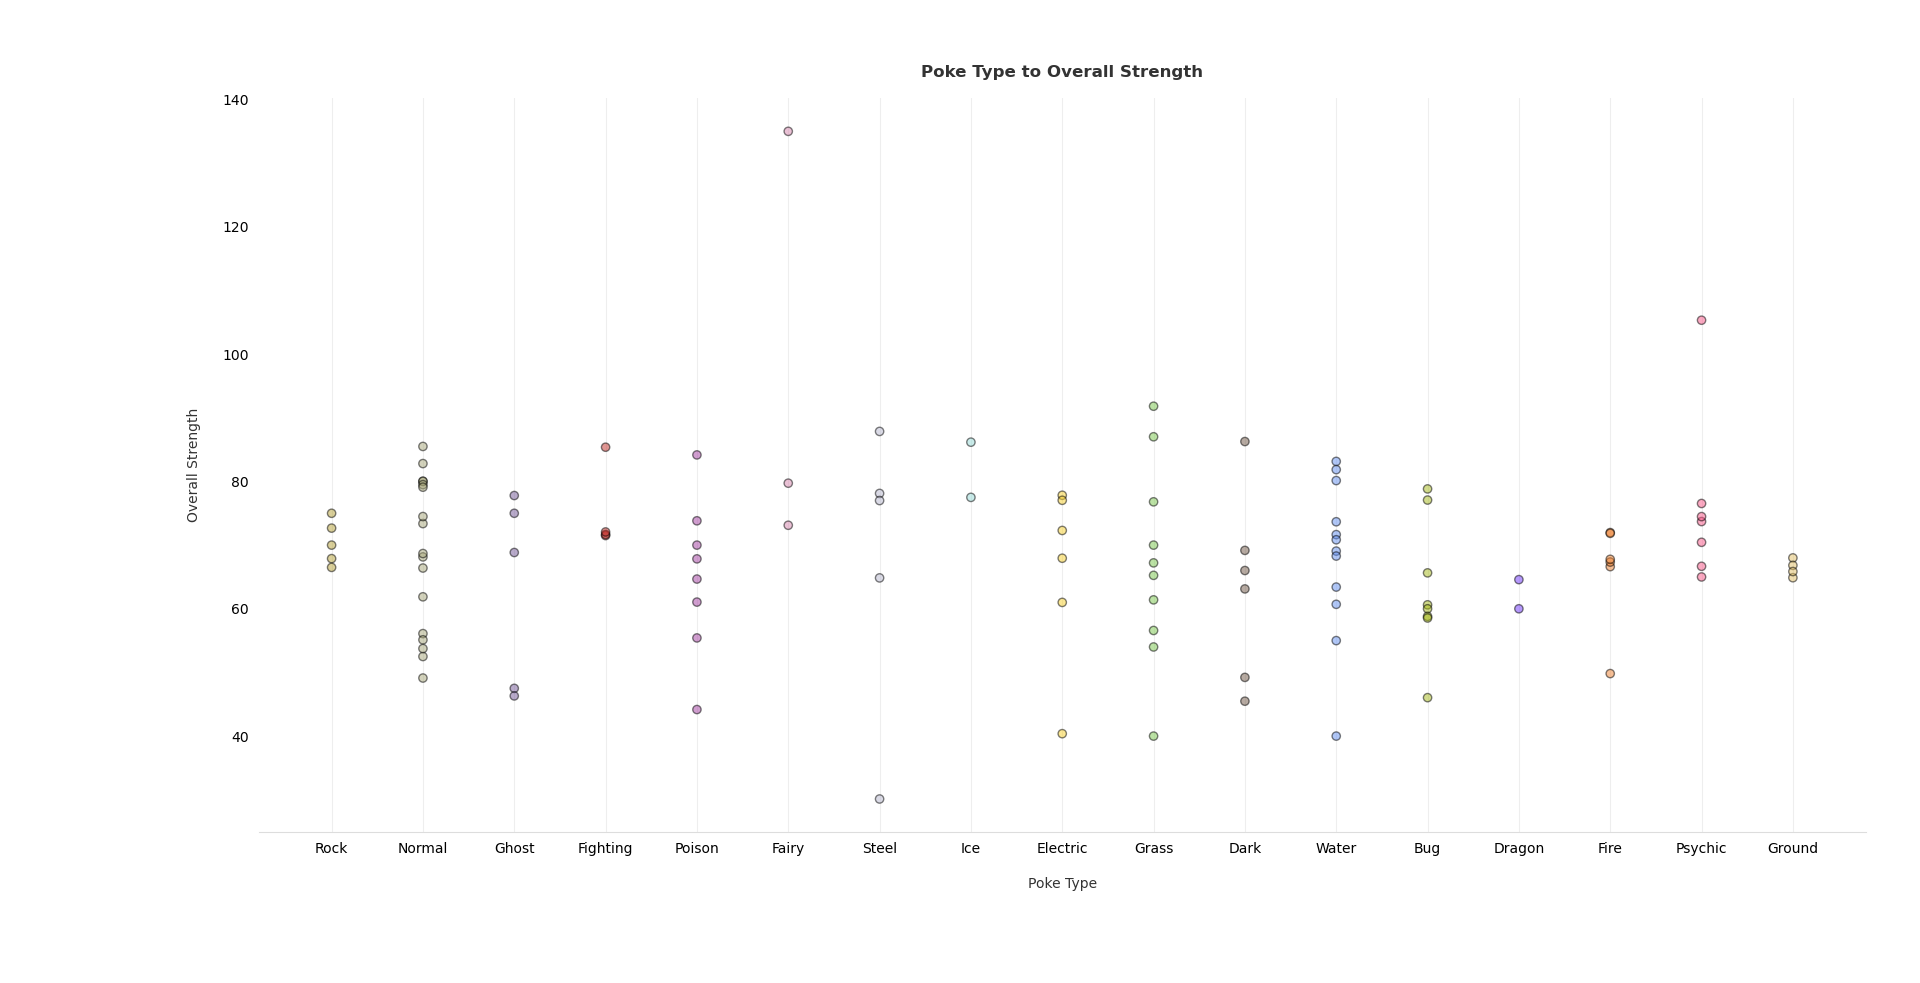 Poke Type to Overall Strength
140
120
100
80
60
40
Overall Strength
Rock Normal Ghost Fighting Poison Fairy Steel Ice Electric Grass Dark Water Bug Dragon Fire Psychic Ground
Poke Type